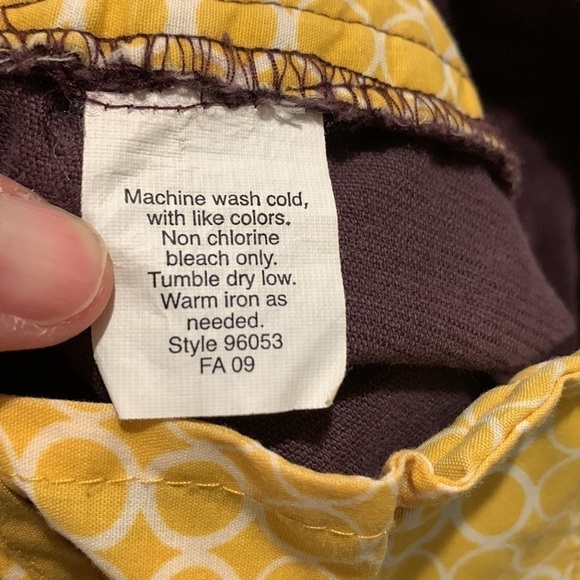 Machine wash cold,
with like colors.
Non chlorine
bleach only.
Tumble dry low.
Warm iron as
needed.
Style 96053
FA 09